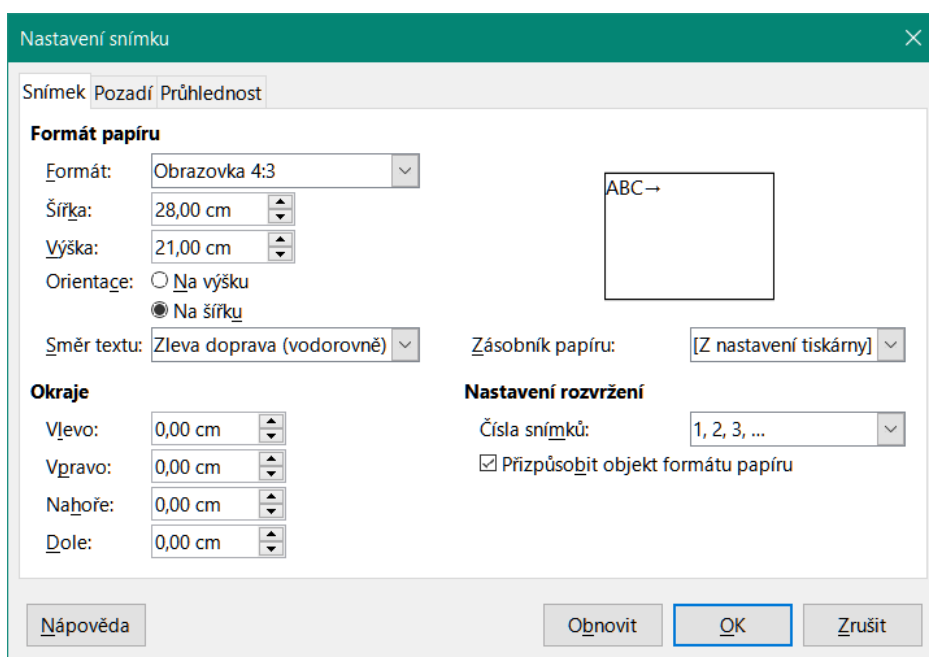 Nastavení snímku
Snímek Pozadí Průhlednost
Formát papíru
Formát: Obrazovka 4:3
Šířka: 28,00 cm
Výška: 21,00 cm
Orientace: Na výšku
Na šířku
Směr textu: Zleva doprava (vodorovně)
ABC→
Zásobník papíru: [Z nastavení tiskárny]
Okraje
Vlevo: 0,00 cm
Vpravo: 0,00 cm
Nahoře: 0,00 cm
Dole: 0,00 cm
Nastavení rozvržení
Čísla snímků: 1, 2, 3, ...
Přizpůsobit objekt formátu papíru
Nápověda Obnovit OK Zrušit